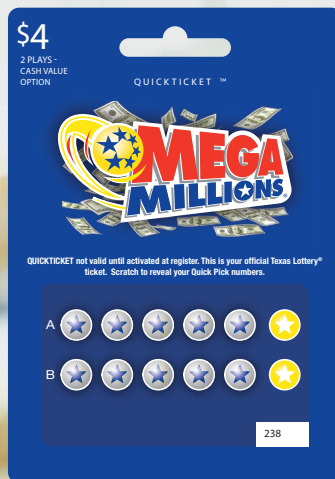 $4
2 PLAYS -
CASH VALUE
OPTION
QUICKTICKET ™
MEGA
MILLIONS®
QUICKTICKET not valid until activated at register. This is your official Texas Lottery®
ticket. Scratch to reveal your Quick Pick numbers.
A
B
238